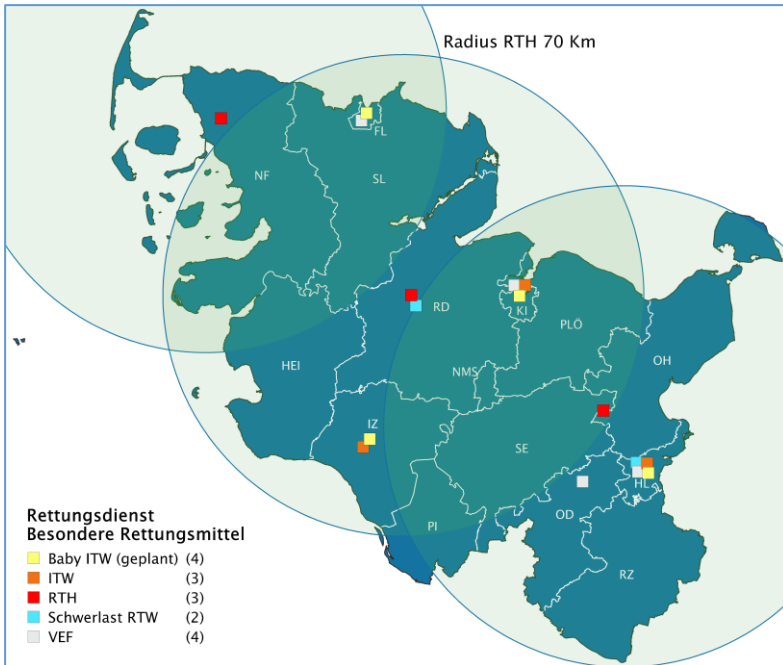 Radius RTH 70 Km
FL
NF
SL
RD
KI
PLÖ
OH
HEI
NMS
IZ
SE
HL
PI
OD
RZ
Rettungsdienst
Besondere Rettungsmittel
Baby ITW (geplant) (4)
ITW (3)
RTH (3)
Schwerlast RTW (2)
VEF (4)